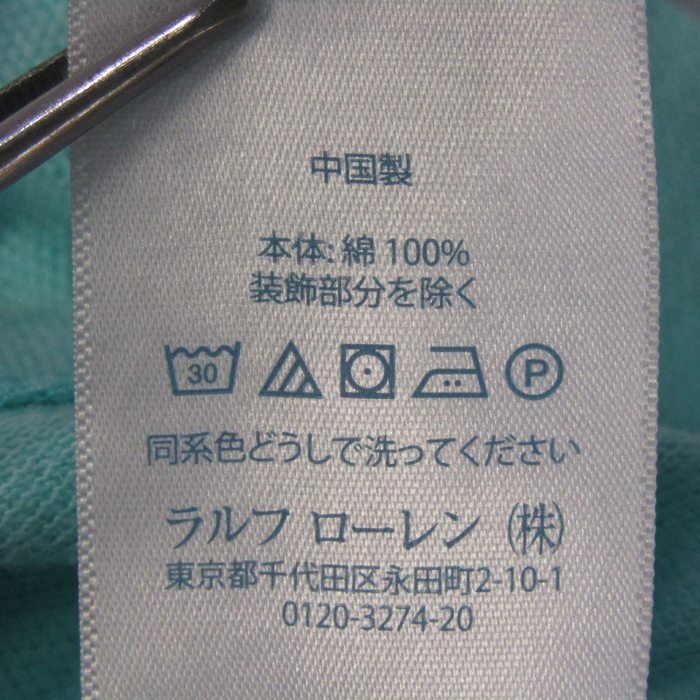 中国製
本体: 綿 100%
装飾部分を除く
30 P
同系色どうしで洗ってください
ラルフ ローレン (株)
東京都千代田区永田町2-10-1
0120-3274-20